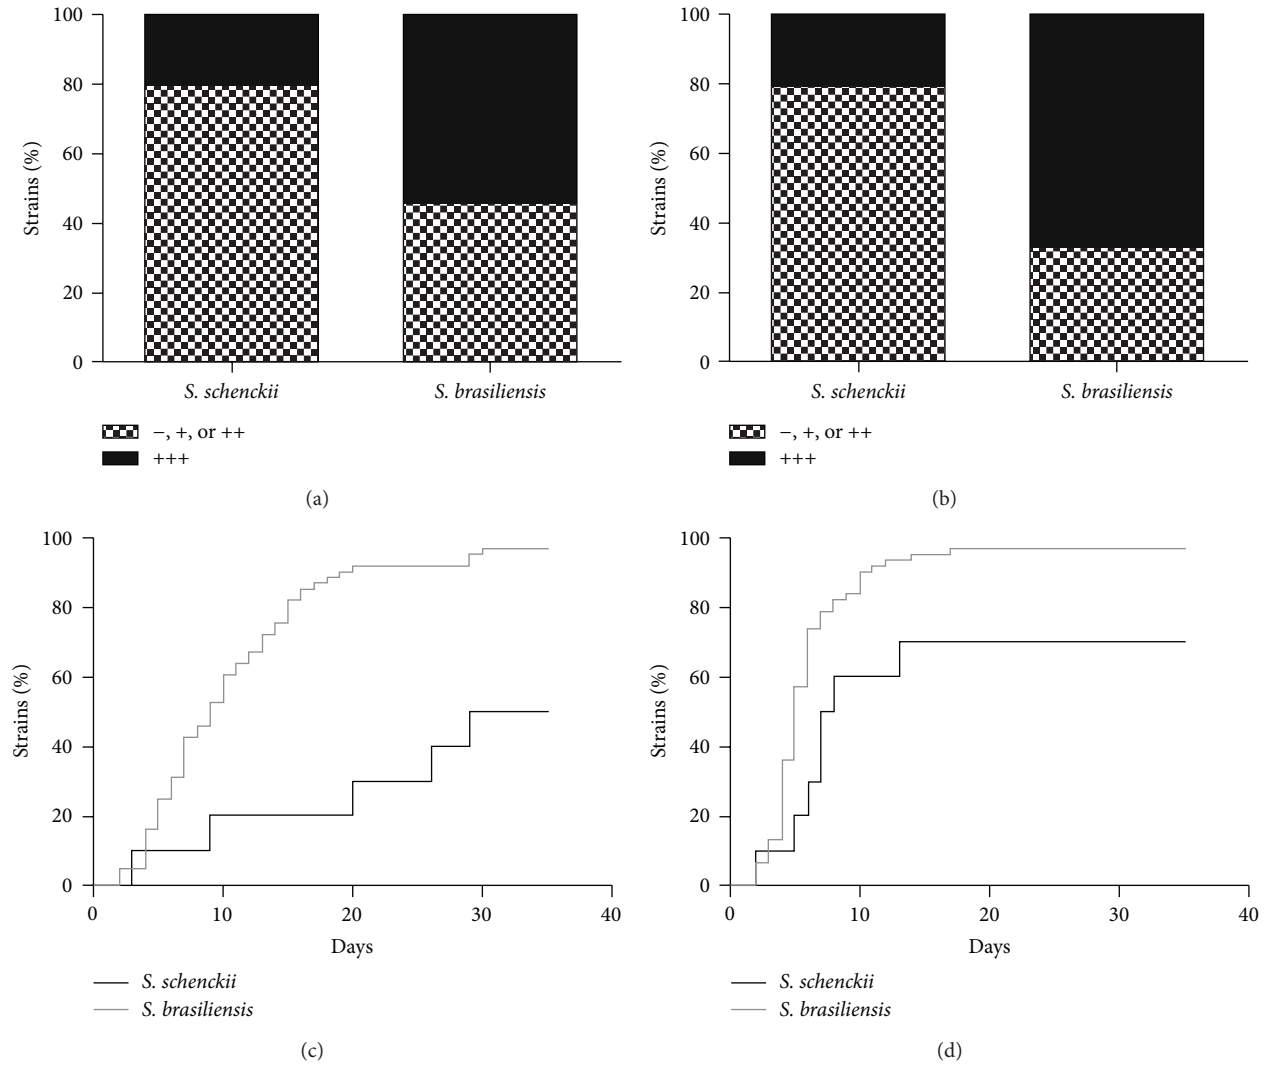 100
80
60
40
20
0
Strains (%)
S. schenckii
S. brasiliensis
−, +, or ++
+++
(a)
100
80
60
40
20
0
Strains (%)
S. schenckii
S. brasiliensis
−, +, or ++
+++
(b)
100
80
60
40
20
0
Strains (%)
0 10 20 30 40
Days
S. schenckii
S. brasiliensis
(c)
100
80
60
40
20
0
Strains (%)
0 10 20 30 40
Days
S. schenckii
S. brasiliensis
(d)